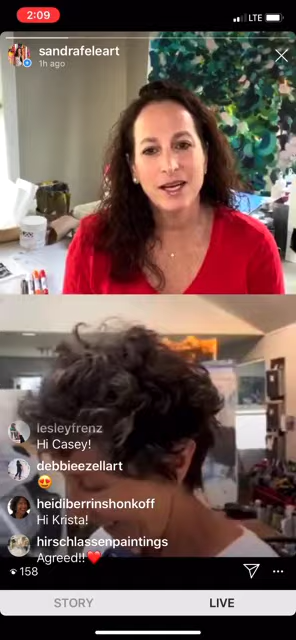 2:09
LTE
sandrafeleart
1h ago
lesleyfrenz
Hi Casey!
debbieezellart
😍
heidiberrinshonkoff
Hi Krista!
hirschlassenpaintings
Agreed!!❤️
158
STORY
LIVE